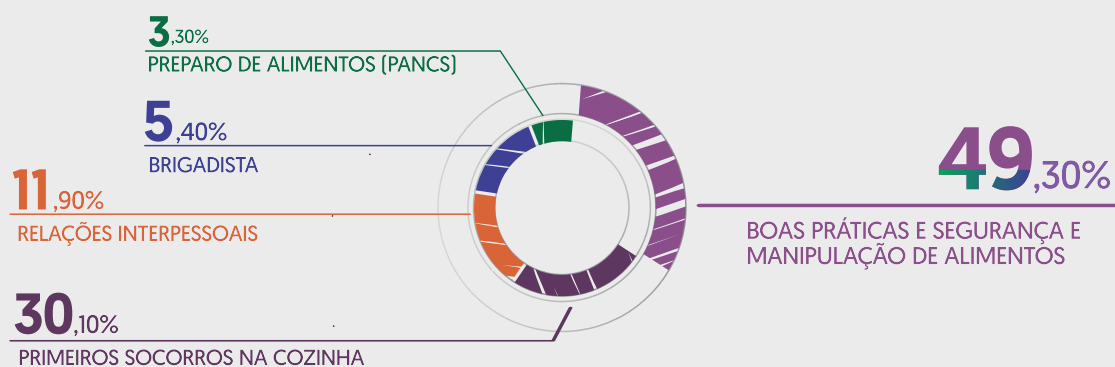 3,30%
PREPARO DE ALIMENTOS (PANCS)
5,40%
BRIGADISTA
11,90%
RELAÇÕES INTERPESSOAIS
30,10%
PRIMEIROS SOCORROS NA COZINHA
49,30%
BOAS PRÁTICAS E SEGURANÇA E
MANIPULAÇÃO DE ALIMENTOS